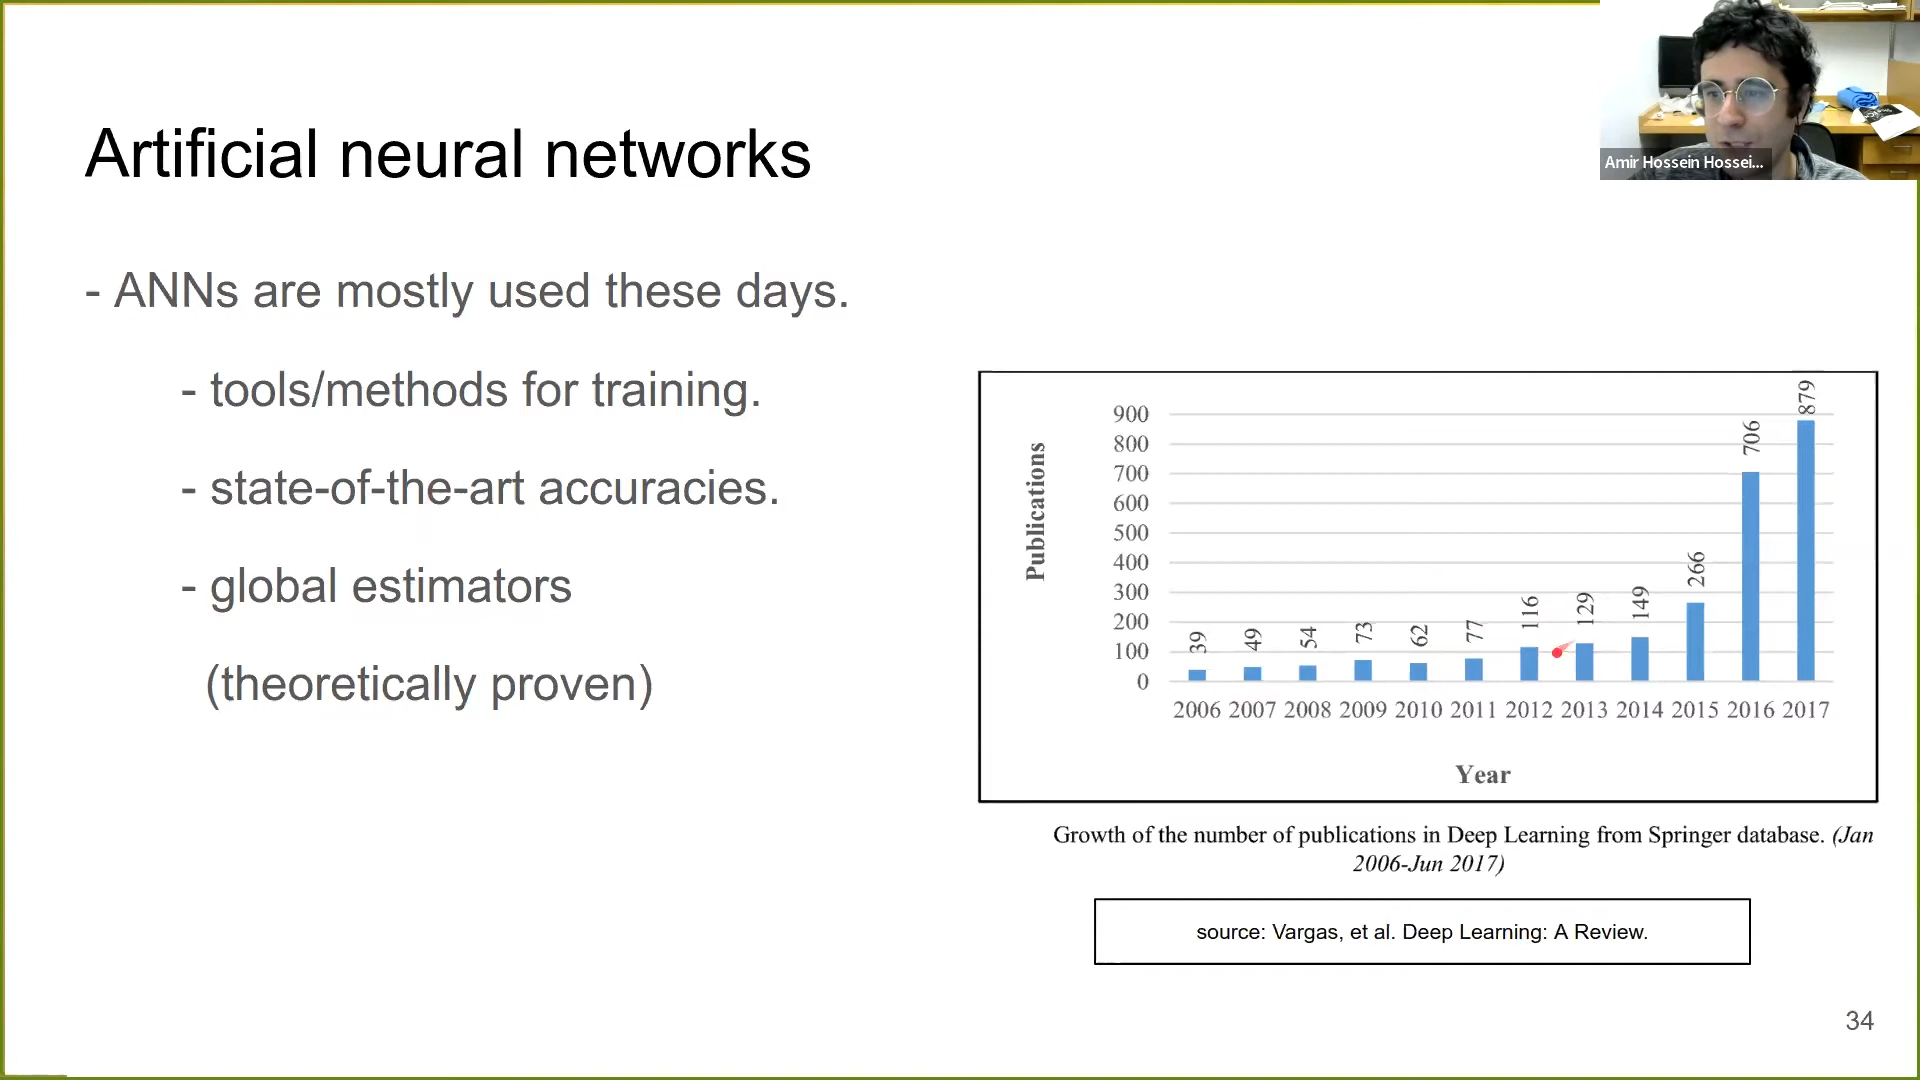 Amir Hossein Hossei...
Artificial neural networks
- ANNs are mostly used these days.
- tools/methods for training.
- state-of-the-art accuracies.
- global estimators
(theoretically proven)
Publications
900
800
700
600
500
400
300
200
100
0
39
49
54
73
62
77
116
129
149
266
706
879
2006 2007 2008 2009 2010 2011 2012 2013 2014 2015 2016 2017
Year
Growth of the number of publications in Deep Learning from Springer database. (Jan
2006-Jun 2017)
source: Vargas, et al. Deep Learning: A Review.
34